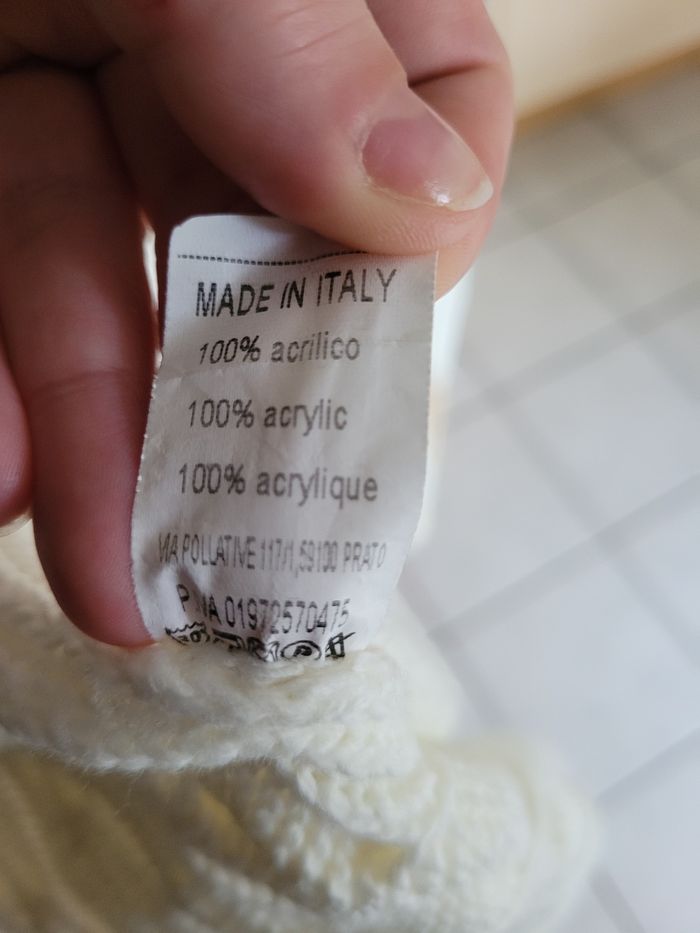 MADE IN ITALY
100% acrilico
100% acrylic
100% acrylique
VIA POLLATIVE 117/1,59100 PRATO
P.IVA 01972570475